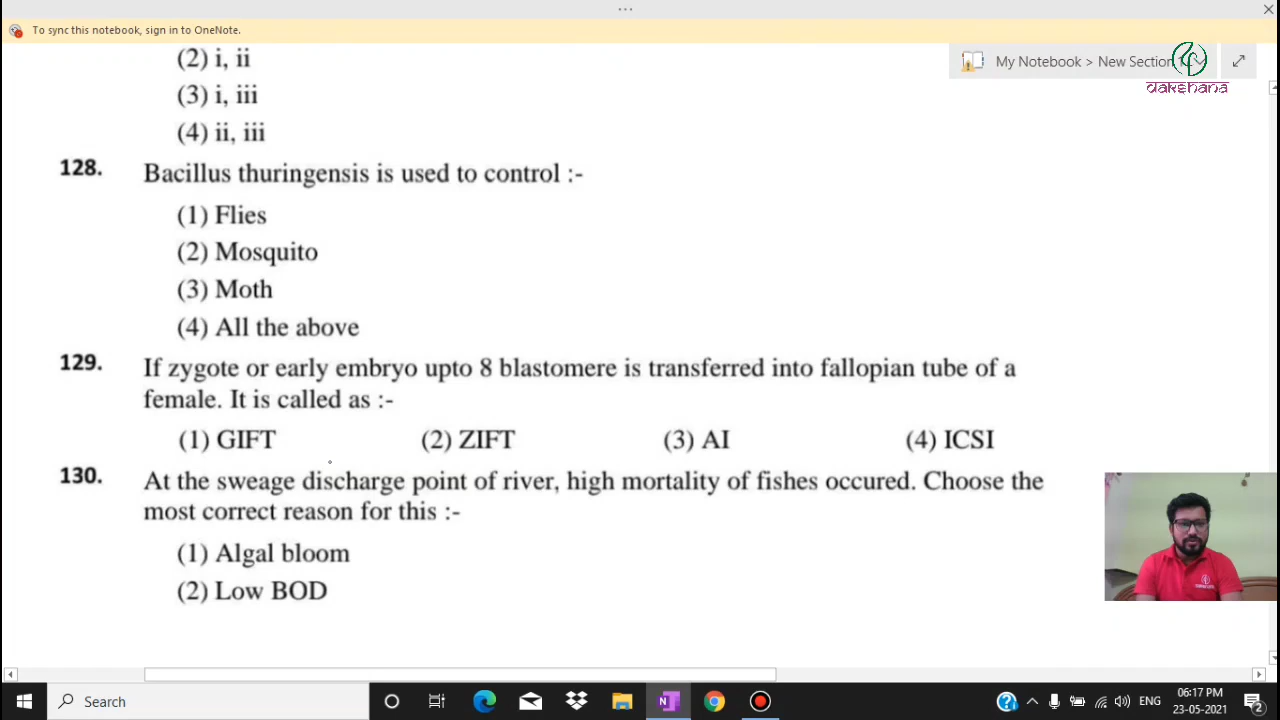 To sync this notebook, sign in to OneNote.
My Notebook > New Section 1
dakshana
(2) i, ii
(3) i, iii
(4) ii, iii
128. Bacillus thuringensis is used to control :-
(1) Flies
(2) Mosquito
(3) Moth
(4) All the above
129. If zygote or early embryo upto 8 blastomere is transferred into fallopian tube of a
female. It is called as :-
(1) GIFT (2) ZIFT (3) AI (4) ICSI
130. At the sweage discharge point of river, high mortality of fishes occured. Choose the
most correct reason for this :-
(1) Algal bloom
(2) Low BOD
Search
ENG
06:17 PM
23-05-2021
2